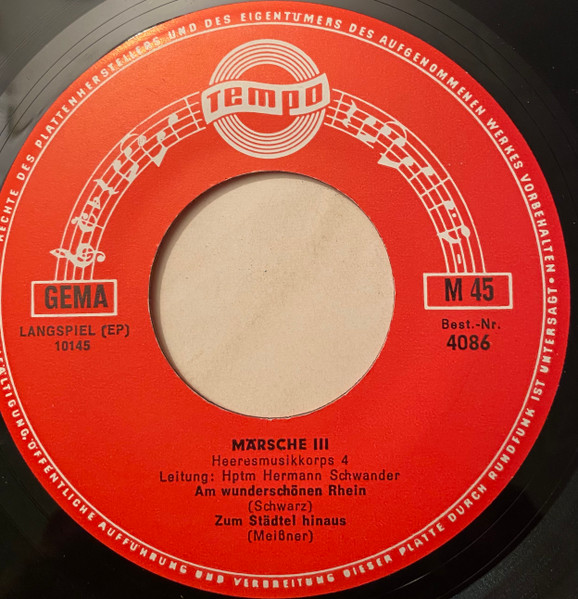 RECHTE DES PLATTENHERSTELLERS UND DES EIGENTÜMERS DES AUFGENOMMENEN WERKES VORBEHALTEN •
Tempo
GEMA
M 45
LANGSPIEL (EP)
10145
Best.-Nr.
4086
MÄRSCHE III
Heeresmusikkorps 4
Leitung: Hptm Hermann Schwander
Am wunderschönen Rhein
(Schwarz)
Zum Städtel hinaus
(Meißner)
ÖFFENTLICHE AUFFÜHRUNG UND VERBREITUNG DIESER PLATTE DURCH RUNDFUNK IST UNTERSAGT •